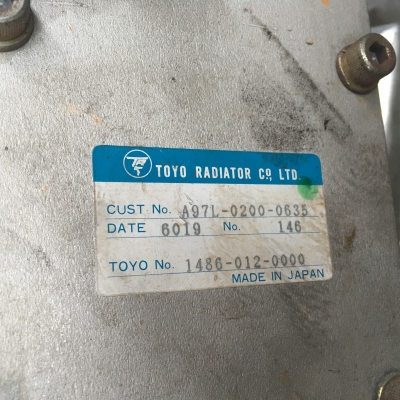 TOYO RADIATOR Co., LTD.
CUST No. A97L-0200-0635
DATE 6019 No. 146
TOYO No. 1486-012-0000
MADE IN JAPAN